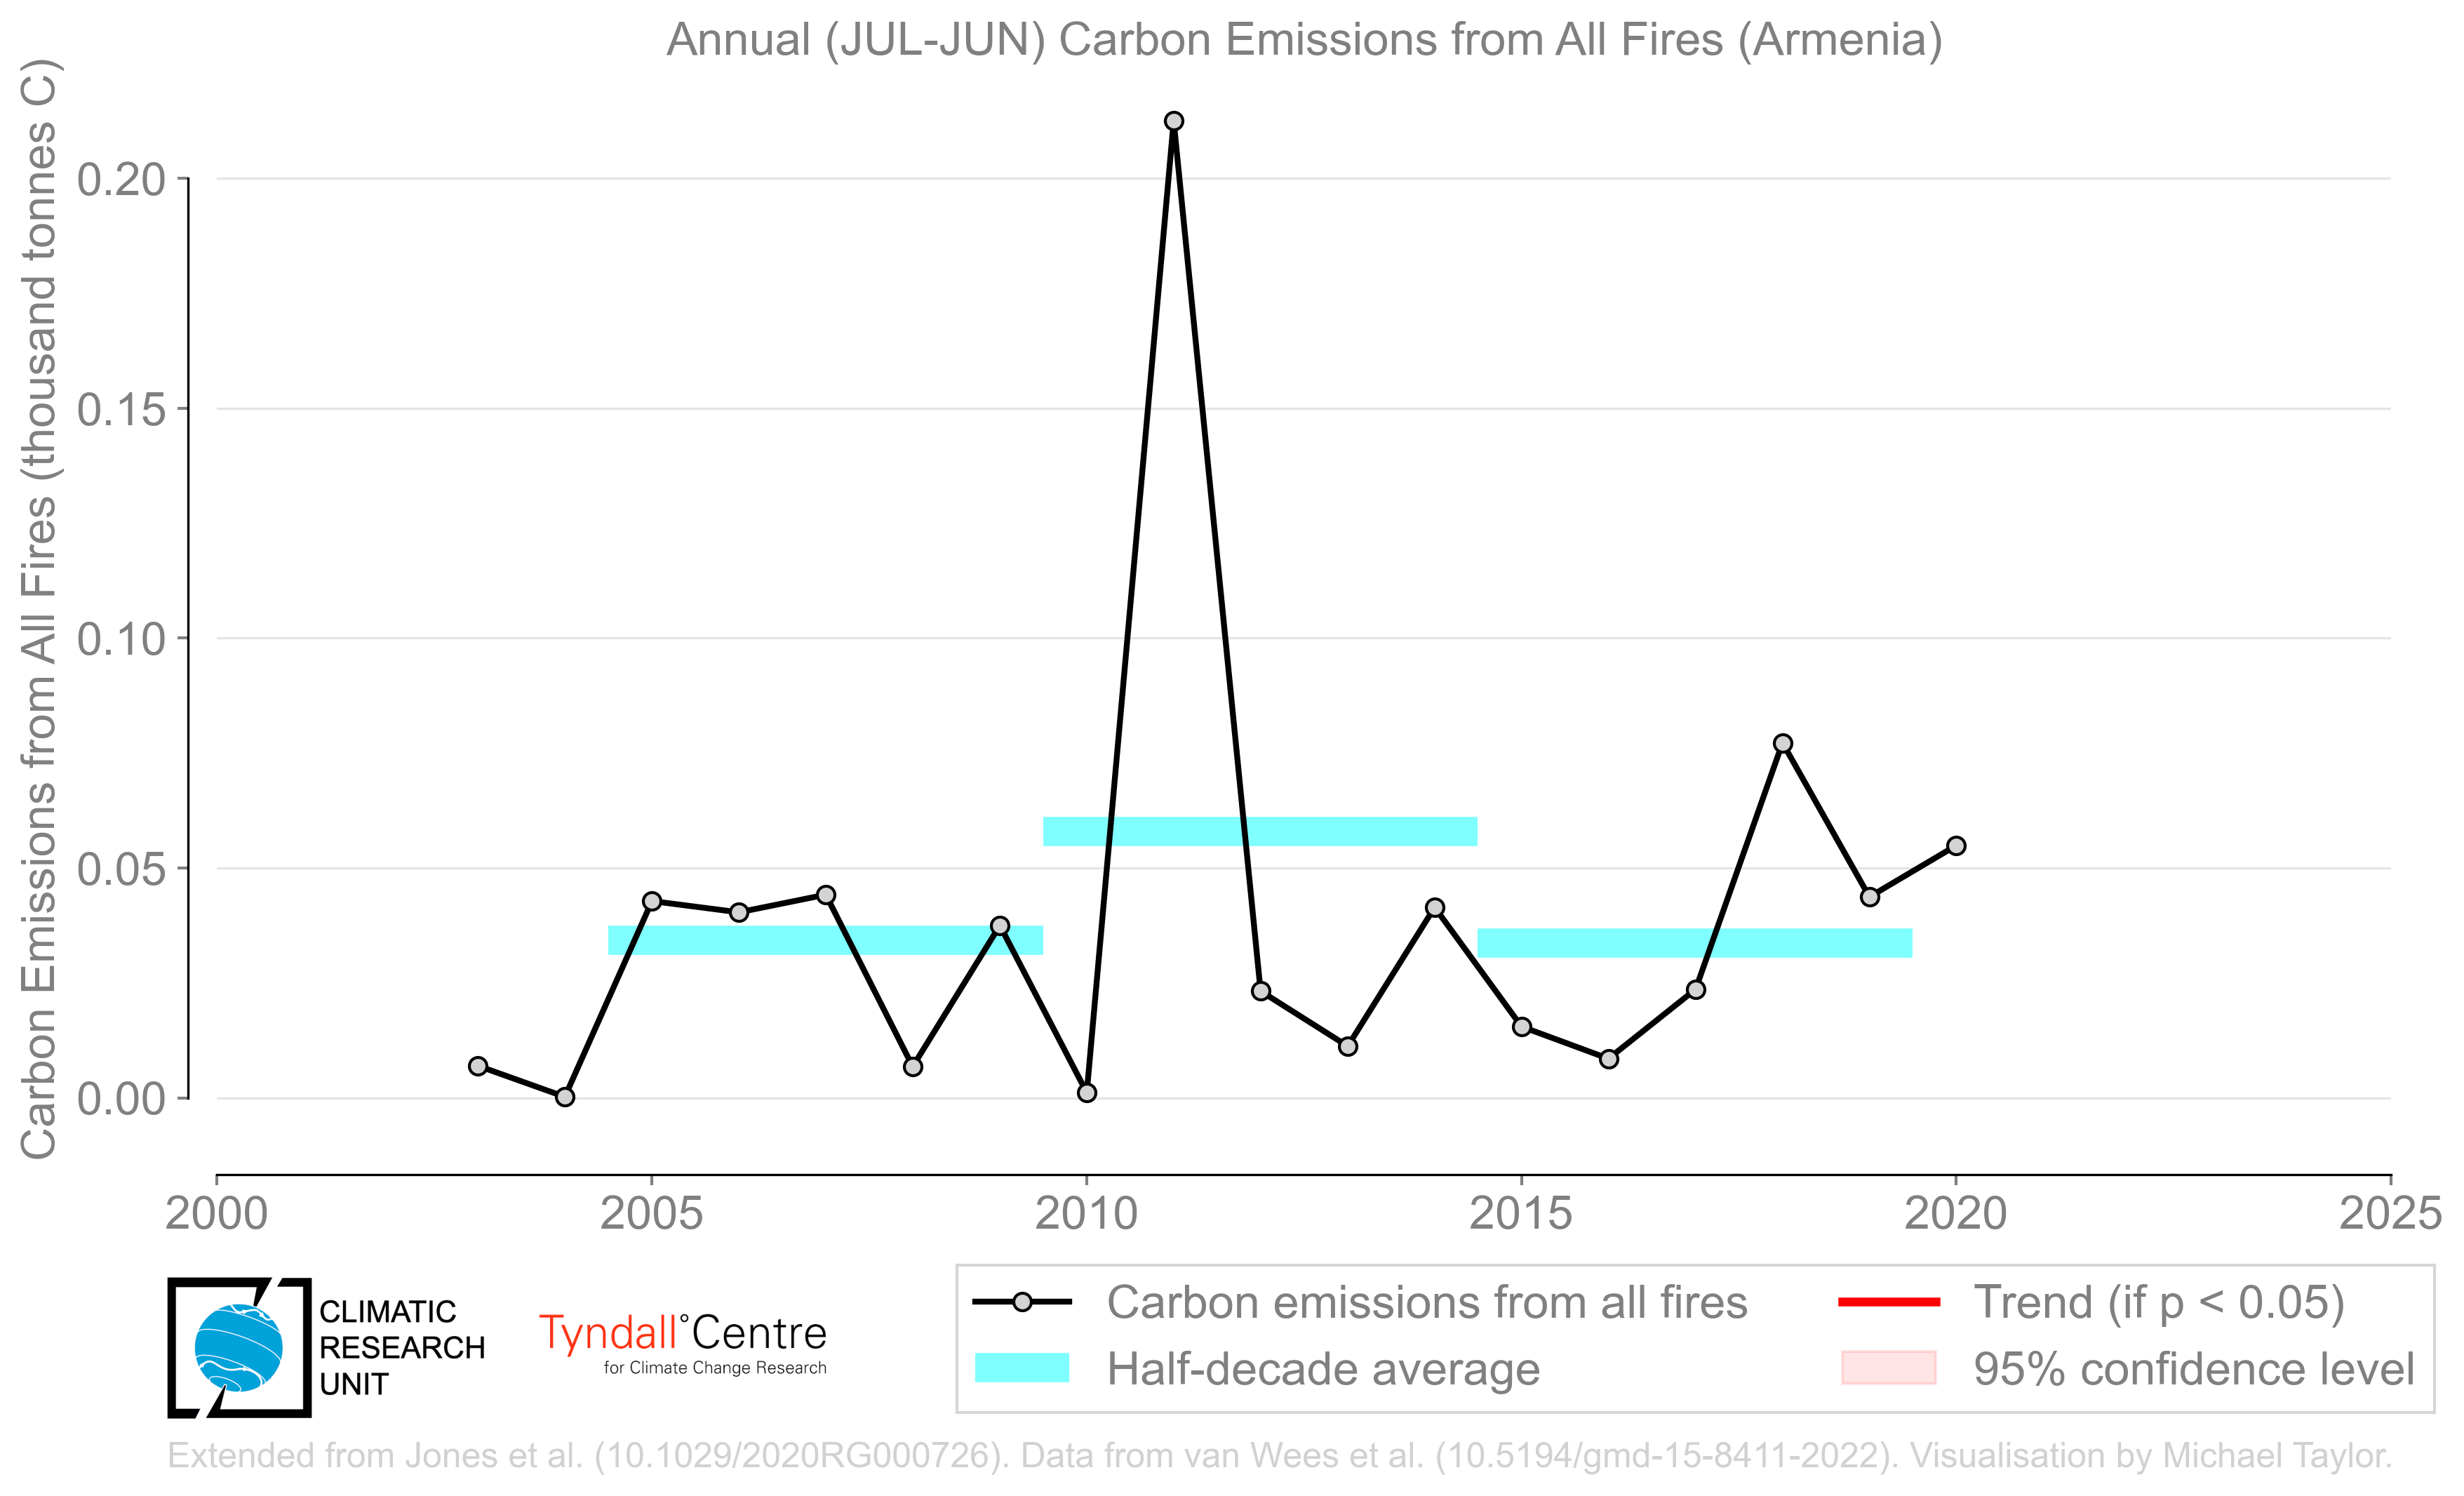 Annual (JUL-JUN) Carbon Emissions from All Fires (Armenia)
Carbon Emissions from All Fires (thousand tonnes C)
0.20
0.15
0.10
0.05
0.00
2000
2005
2010
2015
2020
2025
CLIMATIC
RESEARCH
UNIT
Tyndall°Centre
for Climate Change Research
Carbon emissions from all fires
Half-decade average
Trend (if p < 0.05)
95% confidence level
Extended from Jones et al. (10.1029/2020RG000726). Data from van Wees et al. (10.5194/gmd-15-8411-2022). Visualisation by Michael Taylor.